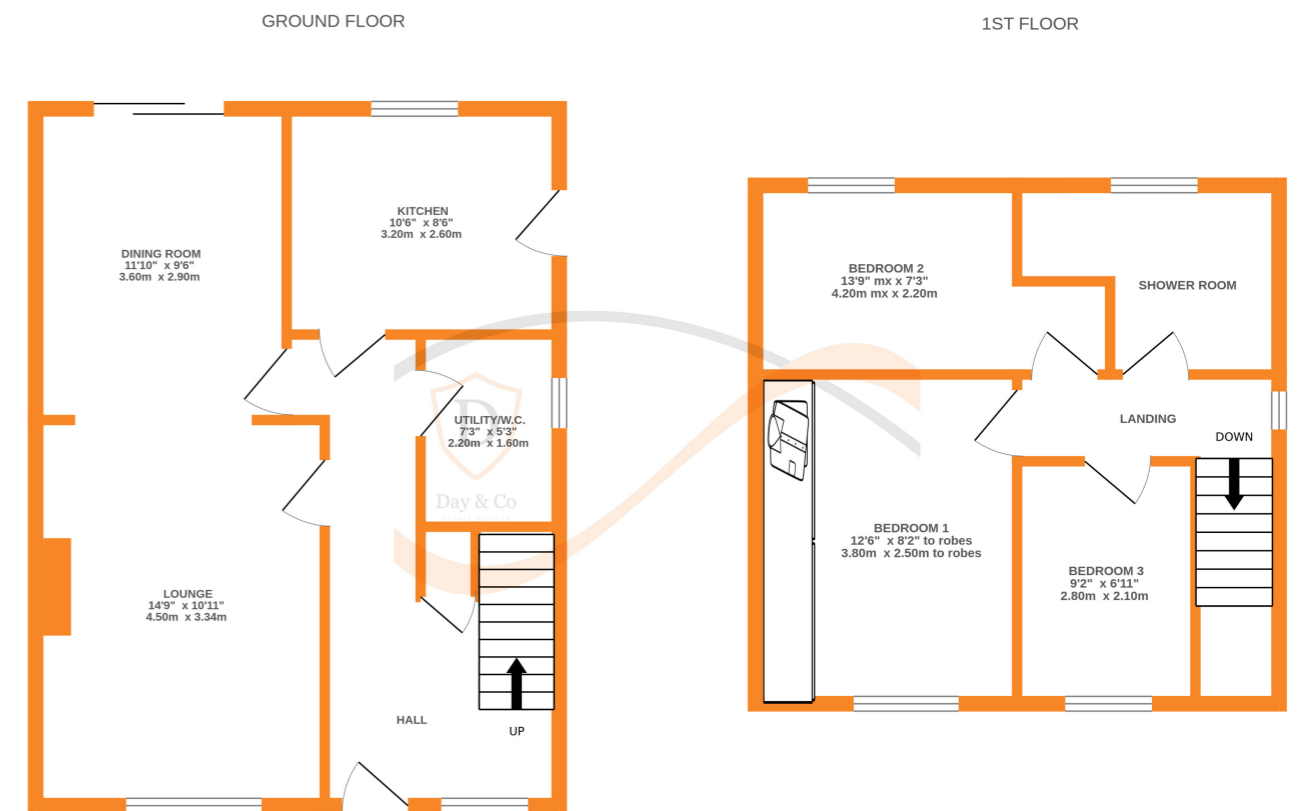 GROUND FLOOR
1ST FLOOR
DINING ROOM
11'10" x 9'6"
3.60m x 2.90m
KITCHEN
10'6" x 8'6"
3.20m x 2.60m
UTILITY/W.C.
7'3" x 5'3"
2.20m x 1.60m
D
Day & Co
LOUNGE
14'9" x 10'11"
4.50m x 3.34m
HALL
UP
BEDROOM 2
13'9" mx x 7'3"
4.20m mx x 2.20m
SHOWER ROOM
LANDING
DOWN
BEDROOM 1
12'6" x 8'2" to robes
3.80m x 2.50m to robes
BEDROOM 3
9'2" x 6'11"
2.80m x 2.10m